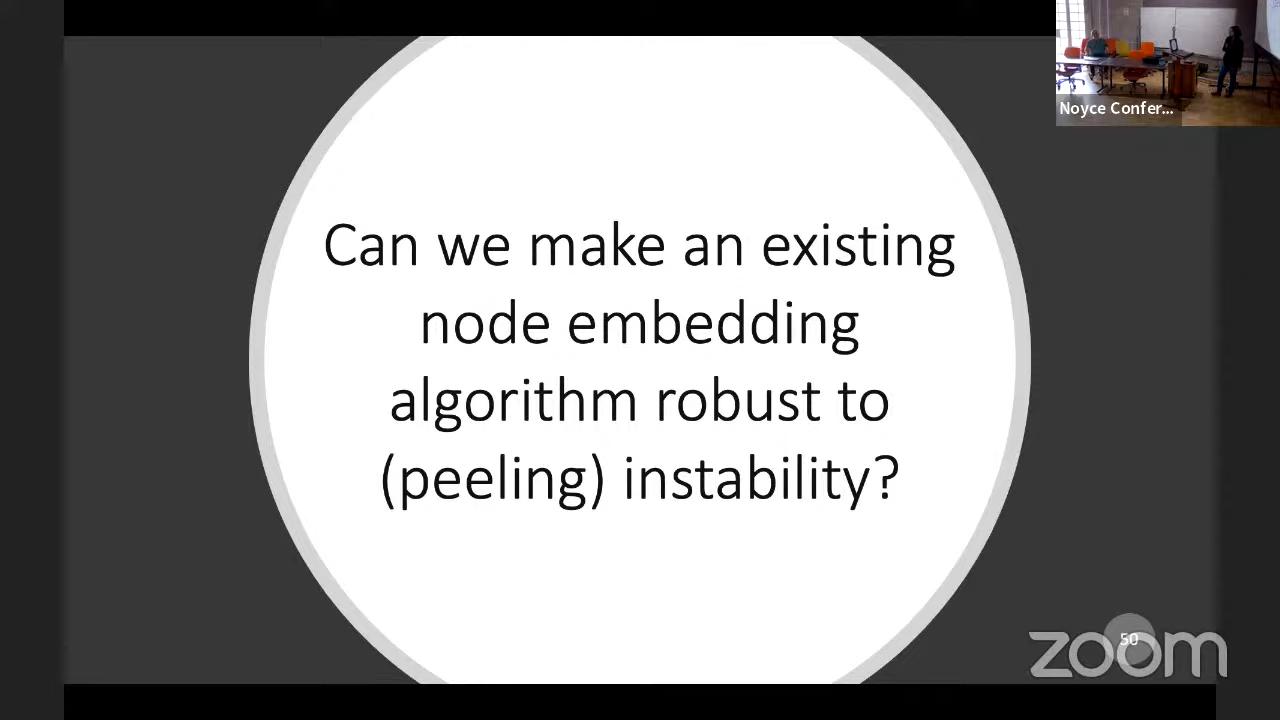 Noyce Confer...
Can we make an existing
node embedding
algorithm robust to
(peeling) instability?
50
zoom